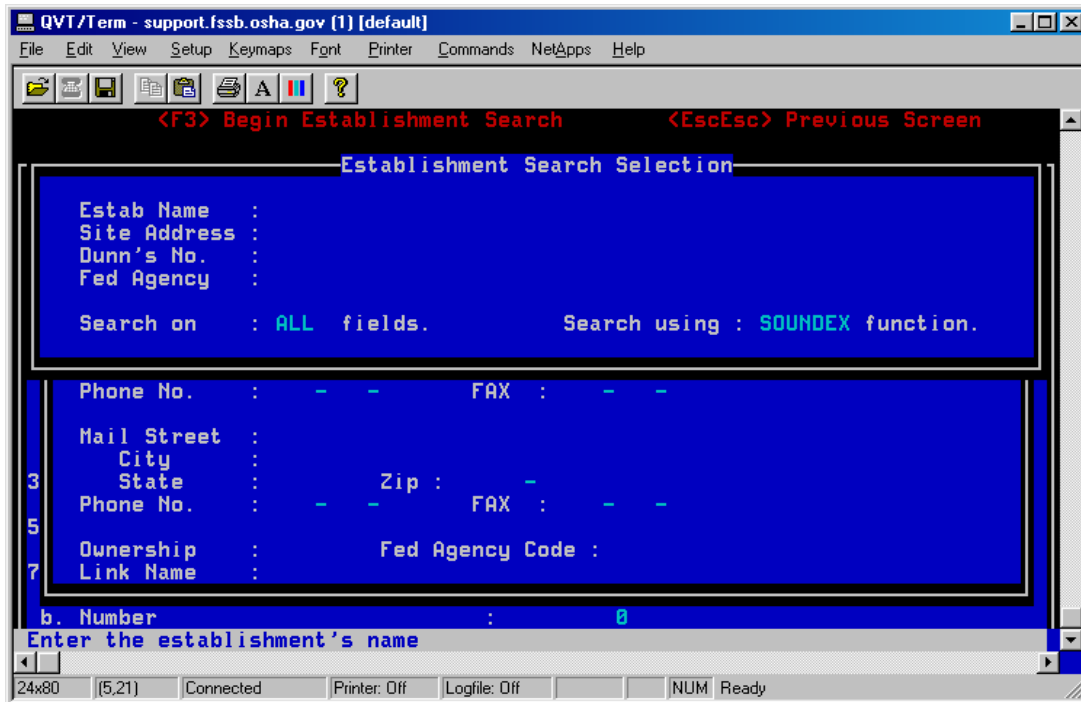 QVT/Term - support.fssb.osha.gov (1) [default]
File Edit View Setup Keymaps Font Printer Commands NetApps Help
A ?
<F3> Begin Establishment Search <EscEsc> Previous Screen
Establishment Search Selection
Estab Name :
Site Address :
Dunn's No. :
Fed Agency :
Search on : ALL fields. Search using : SOUNDEX function.
Phone No. : - - FAX : - -
Mail Street :
City :
3 State : Zip : -
Phone No. : - - FAX : - -
5
Ownership : Fed Agency Code :
7 Link Name :
b. Number : 0
Enter the establishment's name
24x80 (5,21) Connected Printer: Off Logfile: Off NUM Ready